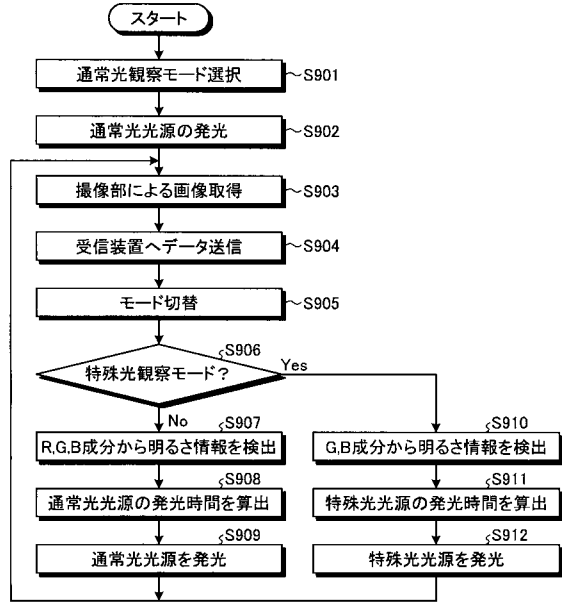 スタート
通常光観察モード選択
S901
通常光光源の発光
S902
撮像部による画像取得
S903
受信装置へデータ送信
S904
モード切替
S905
S906
特殊光観察モード?
Yes
No
S907
R,G,B成分から明るさ情報を検出
S908
通常光光源の発光時間を算出
S909
通常光光源を発光
S910
G,B成分から明るさ情報を検出
S911
特殊光光源の発光時間を算出
S912
特殊光光源を発光